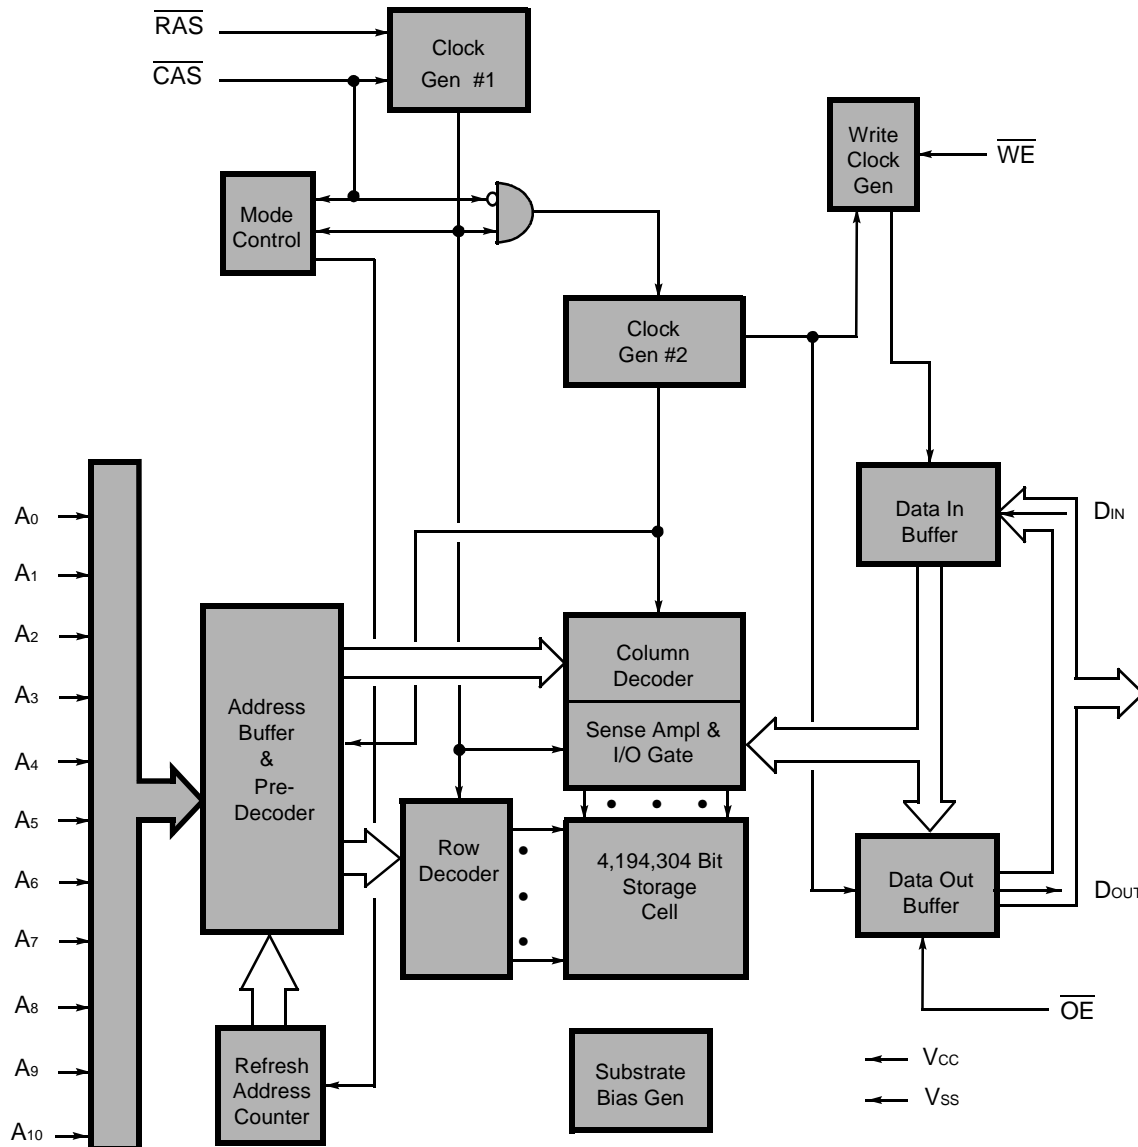 RAS
CAS
Clock
Gen #1
Write
Clock
Gen
WE
Mode
Control
Clock
Gen #2
A0
A1
A2
A3
A4
A5
A6
A7
A8
A9
A10
Address
Buffer
&
Pre-
Decoder
Column
Decoder
Sense Ampl &
I/O Gate
Data In
Buffer
DIN
Row
Decoder
4,194,304 Bit
Storage
Cell
Data Out
Buffer
DOUT
OE
Refresh
Address
Counter
Substrate
Bias Gen
VCC
VSS